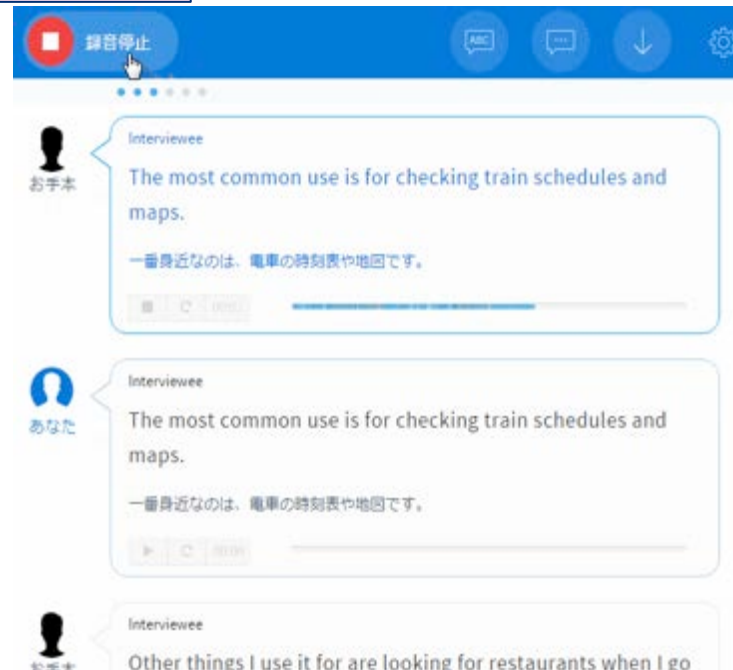 録音停止
ABC
Interviewee
お手本
The most common use is for checking train schedules and
maps.
一番身近なのは、電車の時刻表や地図です。
Interviewee
あなた
The most common use is for checking train schedules and
maps.
一番身近なのは、電車の時刻表や地図です。
Interviewee
お手本
Other things I use it for are looking for restaurants when I go